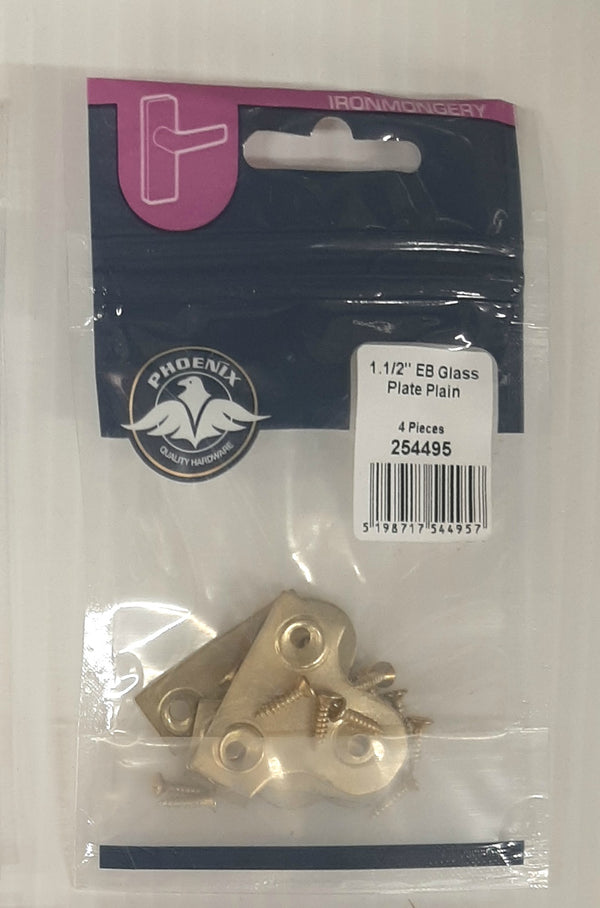 IRONMONGERY
PHOENIX
QUALITY HARDWARE
1.1/2" EB Glass
Plate Plain
4 Pieces
254495
5 198717 544957